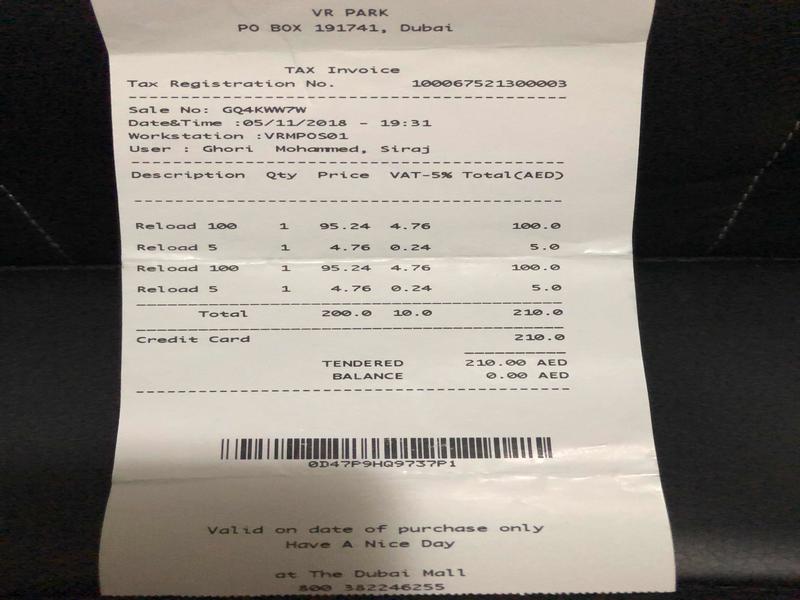 VR PARK
PO BOX 191741, Dubai
TAX Invoice
Tax Registration No. 100067521300003
Sale No: GQ4KWW7W
Date&Time :05/11/2018 - 19:31
Workstation :VRMPOS01
User : Ghori Mohammed, Siraj
Description Qty Price VAT-5% Total(AED)
Reload 100 1 95.24 4.76 100.0
Reload 5 1 4.76 0.24 5.0
Reload 100 1 95.24 4.76 100.0
Reload 5 1 4.76 0.24 5.0
Total 200.0 10.0 210.0
Credit Card 210.0
TENDERED 210.00 AED
BALANCE 0.00 AED
0D47P9HQ9737P1
Valid on date of purchase only
Have A Nice Day
at The Dubai Mall
800 382246255